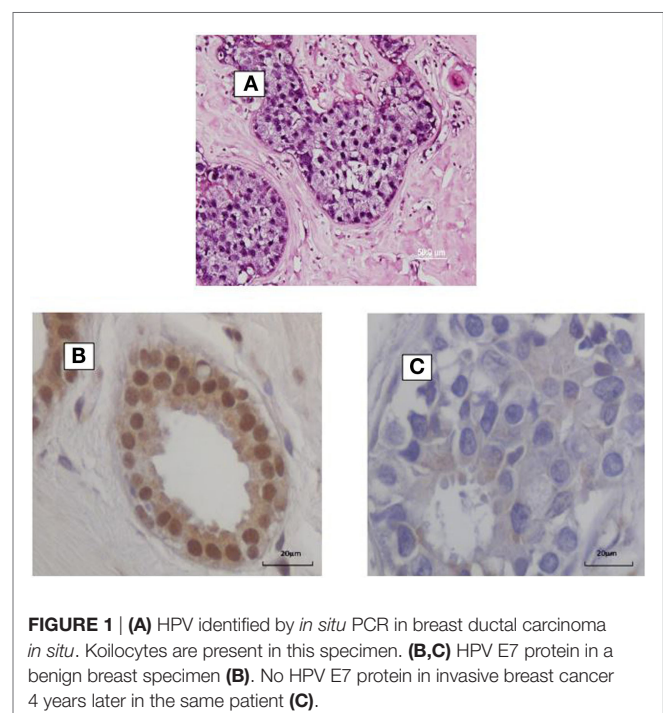 A
50.0 µm
B
20µm
C
20µm
FIGURE 1 | (A) HPV identified by in situ PCR in breast ductal carcinoma
in situ. Koilocytes are present in this specimen. (B,C) HPV E7 protein in a
benign breast specimen (B). No HPV E7 protein in invasive breast cancer
4 years later in the same patient (C).